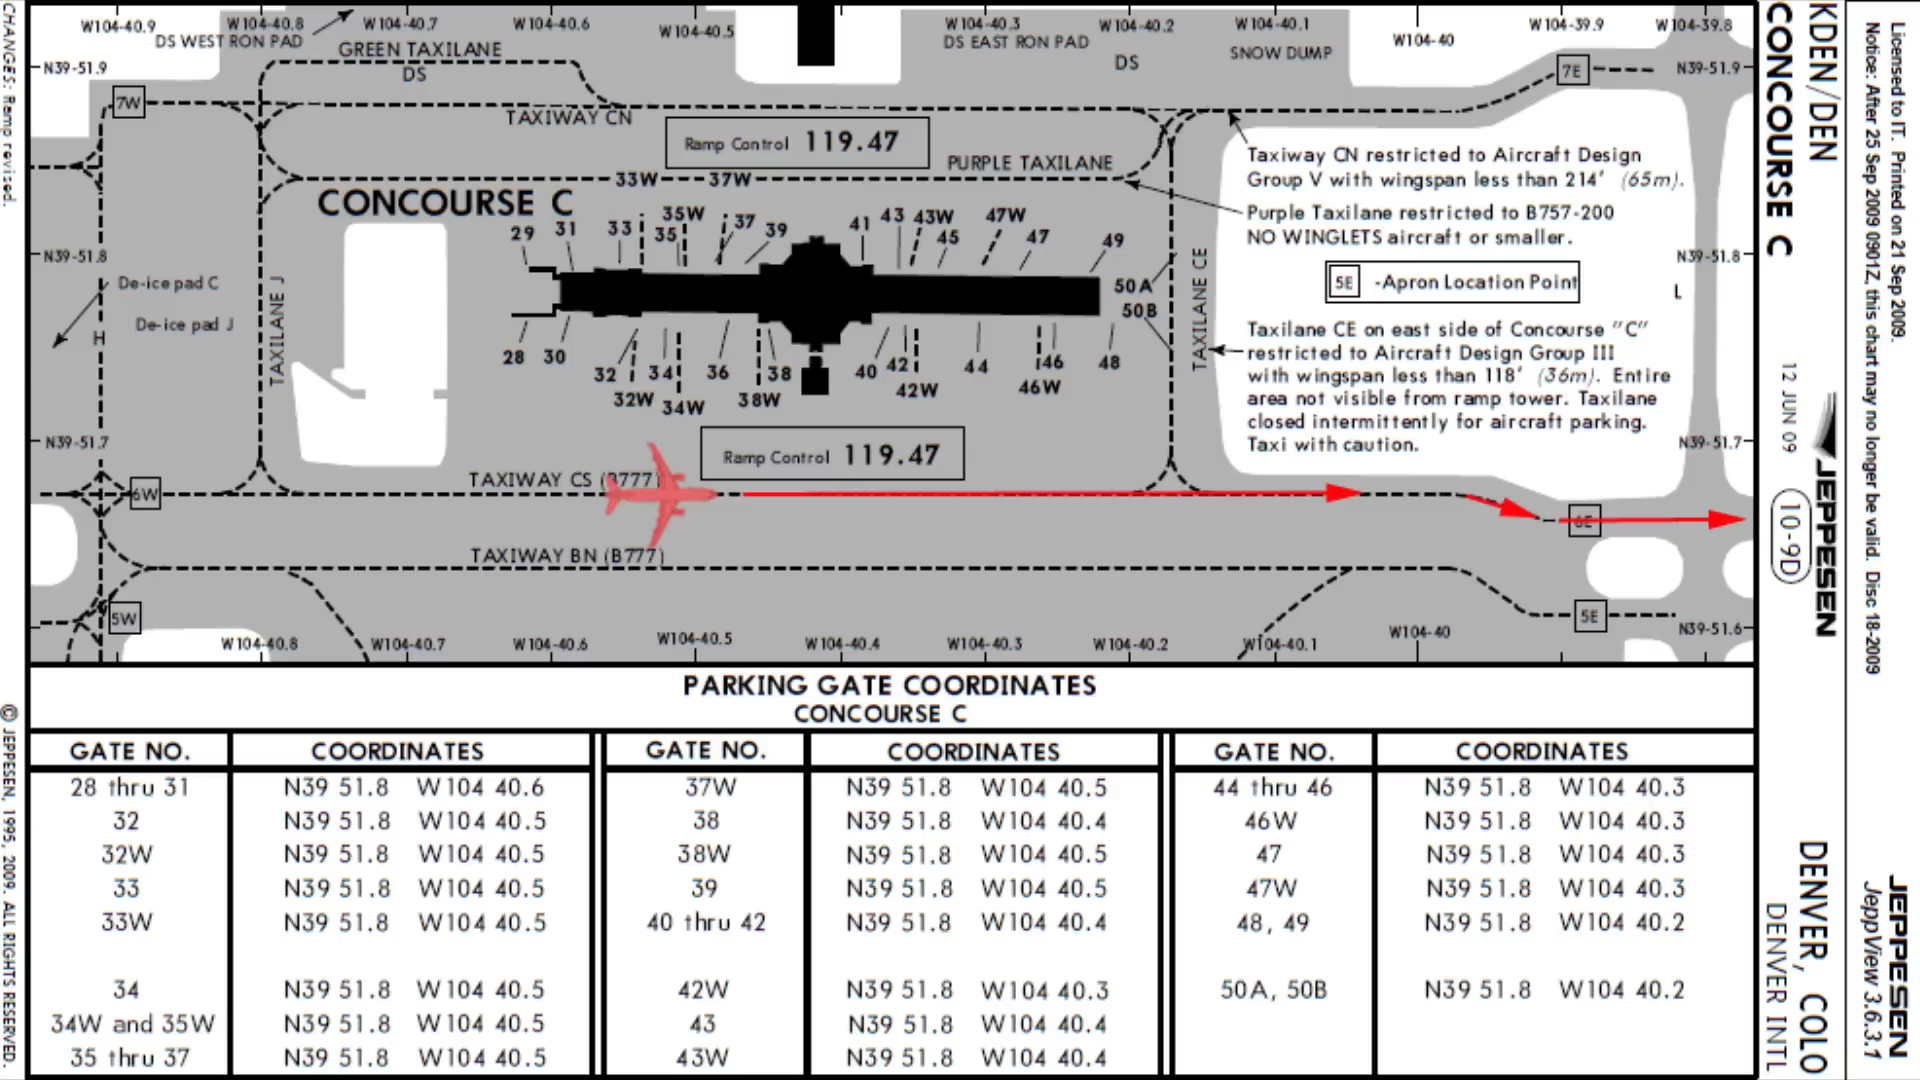 W104-40.9
W104-40.8
W104-40.7
W104-40.6
W104-40.5
W104-40.3
W104-40.2
W104-40.1
W104-40
W104-39.9
W104-39.8
DS WEST RON PAD
GREEN TAXILANE
DS
DS EAST RON PAD
DS
SNOW DUMP
N39-51.9
N39-51.9
7E
7W
TAXIWAY CN
Ramp Control 119.47
PURPLE TAXILANE
Taxiway CN restricted to Aircraft Design
Group V with wingspan less than 214' (65m).
Purple Taxilane restricted to B757-200
NO WINGLETS aircraft or smaller.
5E -Apron Location Point
Taxilane CE on east side of Concourse "C"
restricted to Aircraft Design Group III
with wingspan less than 118' (36m). Entire
area not visible from ramp tower. Taxilane
closed intermittently for aircraft parking.
Taxi with caution.
33W
37W
CONCOURSE C
29
31
33
35W
35
37
39
41
43
43W
45
47W
47
49
50A
50B
N39-51.8
N39-51.8
De-ice pad C
De-ice pad J
H
L
TAXILANE J
TAXILANE CE
28
30
32
32W
34
34W
36
38W
38
40
42
42W
44
46
46W
48
N39-51.7
N39-51.7
Ramp Control 119.47
TAXIWAY CS (B777)
6W
6E
TAXIWAY BN (B777)
5W
5E
N39-51.6
W104-40.8
W104-40.7
W104-40.6
W104-40.5
W104-40.4
W104-40.3
W104-40.2
W104-40.1
W104-40
PARKING GATE COORDINATES
CONCOURSE C
GATE NO. COORDINATES GATE NO. COORDINATES GATE NO. COORDINATES
28 thru 31 N39 51.8 W104 40.6 37W N39 51.8 W104 40.5 44 thru 46 N39 51.8 W104 40.3
32 N39 51.8 W104 40.5 38 N39 51.8 W104 40.4 46W N39 51.8 W104 40.3
32W N39 51.8 W104 40.5 38W N39 51.8 W104 40.5 47 N39 51.8 W104 40.3
33 N39 51.8 W104 40.5 39 N39 51.8 W104 40.5 47W N39 51.8 W104 40.3
33W N39 51.8 W104 40.5 40 thru 42 N39 51.8 W104 40.4 48, 49 N39 51.8 W104 40.2
34 N39 51.8 W104 40.5 42W N39 51.8 W104 40.3 50A, 50B N39 51.8 W104 40.2
34W and 35W N39 51.8 W104 40.5 43 N39 51.8 W104 40.4
35 thru 37 N39 51.8 W104 40.5 43W N39 51.8 W104 40.4
CHANGES: Ramp revised.
© JEPPESEN, 1995, 2009. ALL RIGHTS RESERVED.
KDEN/DEN
CONCOURSE C
12 JUN 09
10-9D
JEPPESEN
DENVER, COLO
DENVER INTL
Licensed to IT. Printed on 21 Sep 2009.
Notice: After 25 Sep 2009 0901Z, this chart may no longer be valid. Disc 18-2009
JEPPESEN
JeppView 3.6.3.1